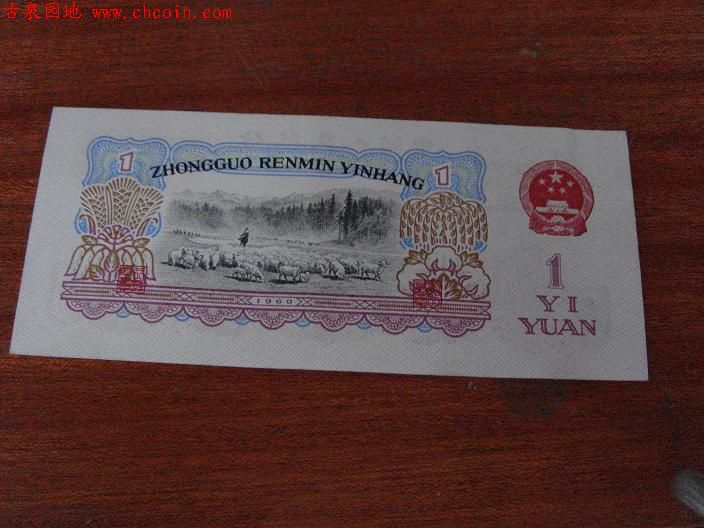 古泉园地 www.chcoin.com
ZHONGGUO RENMIN YINHANG
1
1
1960
1
YI
YUAN